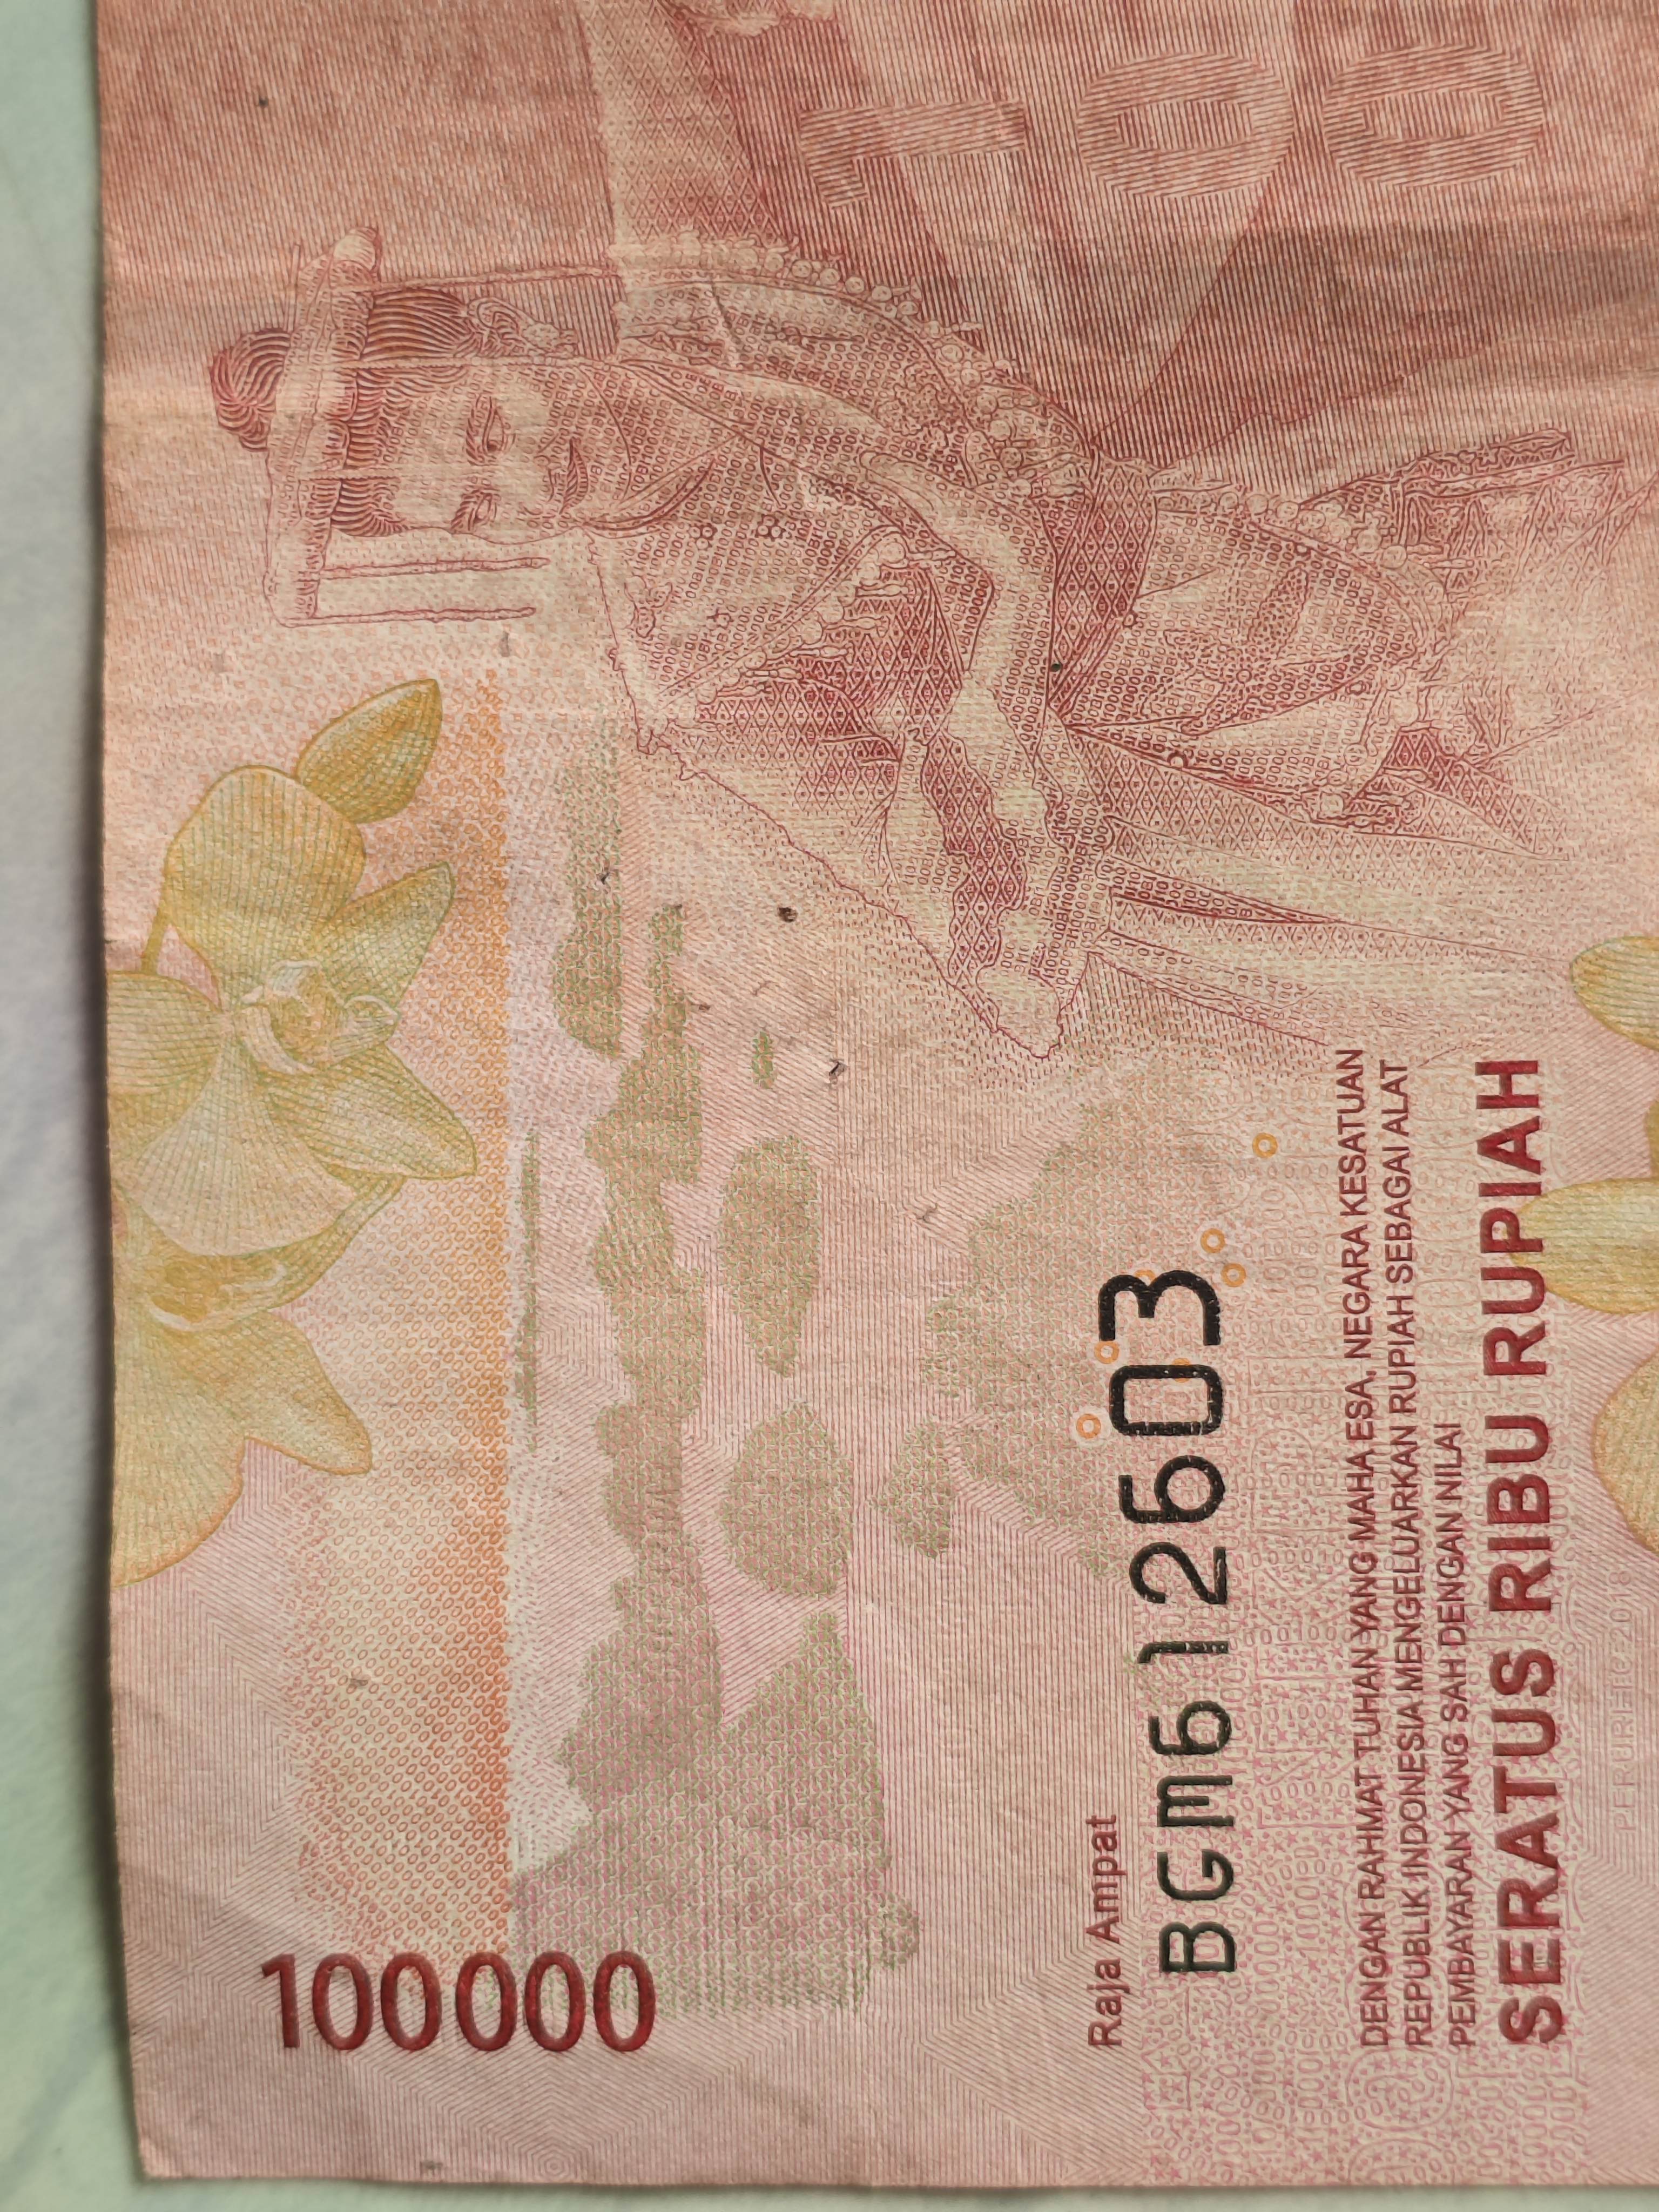 100000
Raja Ampat
BGM612603
DENGAN RAHMAT TUHAN YANG MAHA ESA, NEGARA KESATUAN
REPUBLIK INDONESIA MENGELUARKAN RUPIAH SEBAGAI ALAT
PEMBAYARAN YANG SAH DENGAN NILAI
SERATUS RIBU RUPIAH
100